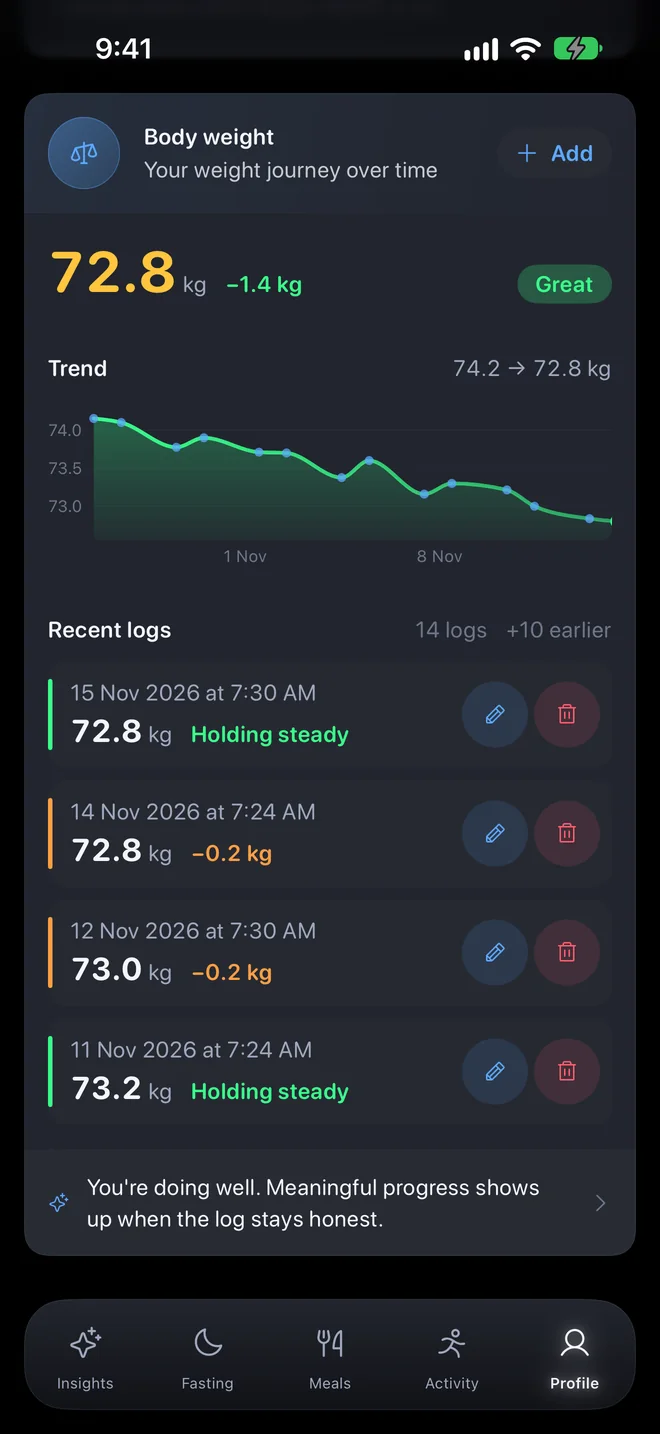 9:41
Body weight
Your weight journey over time
+ Add
72.8 kg −1.4 kg
Great
Trend
74.2 → 72.8 kg
74.0
73.5
73.0
1 Nov
8 Nov
Recent logs
14 logs +10 earlier
15 Nov 2026 at 7:30 AM
72.8 kg Holding steady
14 Nov 2026 at 7:24 AM
72.8 kg −0.2 kg
12 Nov 2026 at 7:30 AM
73.0 kg −0.2 kg
11 Nov 2026 at 7:24 AM
73.2 kg Holding steady
You're doing well. Meaningful progress shows
up when the log stays honest.
Insights
Fasting
Meals
Activity
Profile